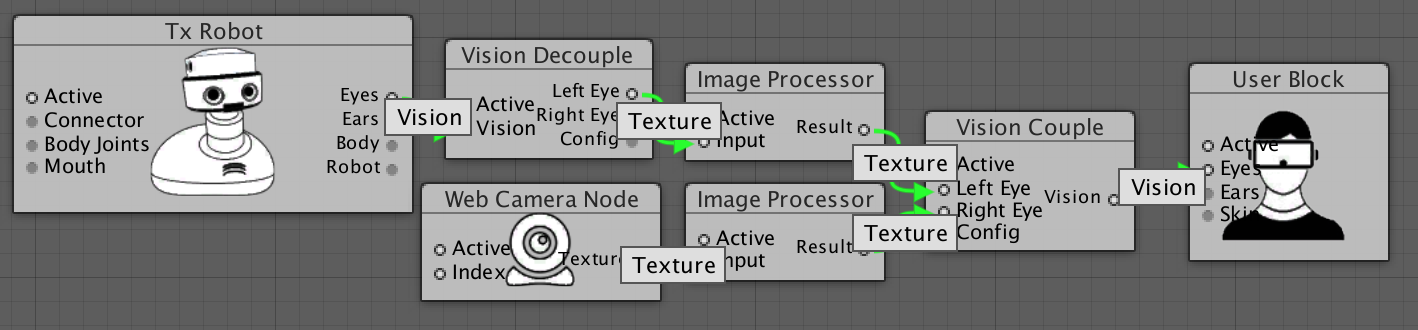 Tx Robot
Active
Connector
Body Joints
Mouth
Eyes
Ears
Body
Robot
Vision
Vision Decouple
Active
Vision
Left Eye
Right Eye
Config
Texture
Image Processor
Active
Input
Result
Texture
Web Camera Node
Active
Index
Texture
Texture
Image Processor
Active
Input
Result
Texture
Vision Couple
Active
Left Eye
Right Eye
Config
Vision
Vision
User Block
Active
Eyes
Ears
Skin